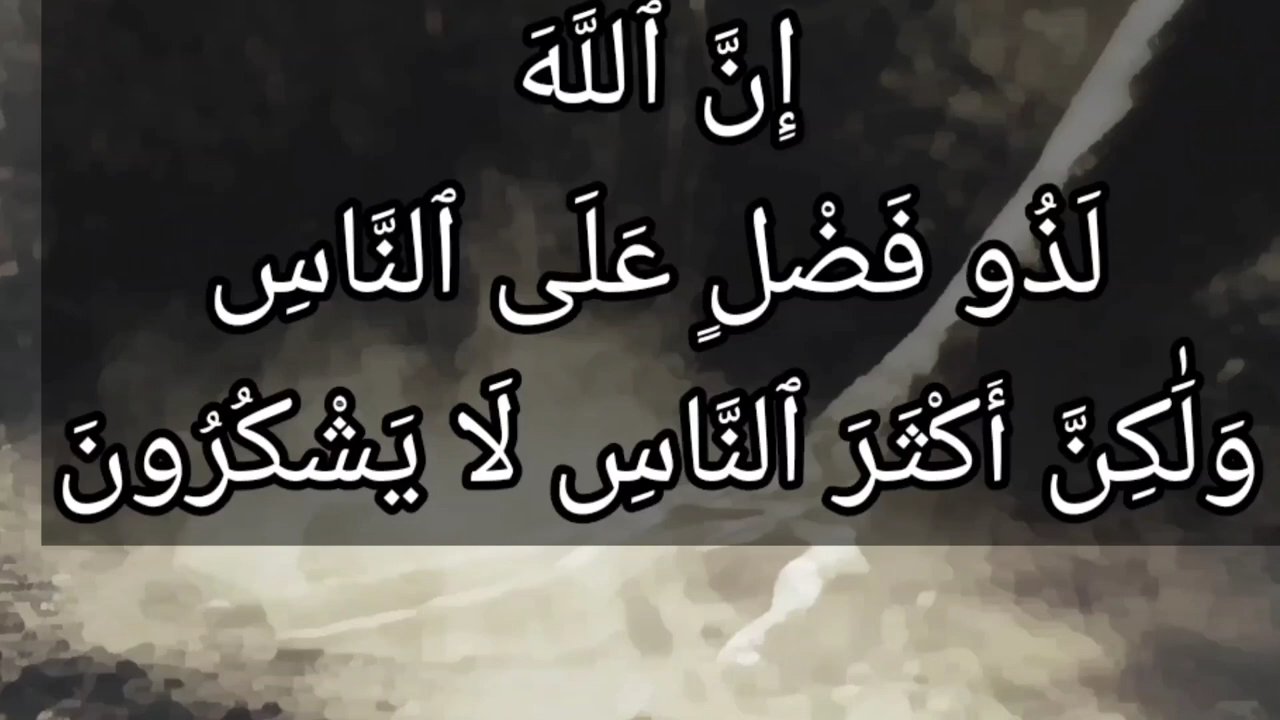 إِنَّ ٱللَّهَ
لَذُو فَضْلٍ عَلَى ٱلنَّاسِ
وَلَٰكِنَّ أَكْثَرَ ٱلنَّاسِ لَا يَشْكُرُونَ